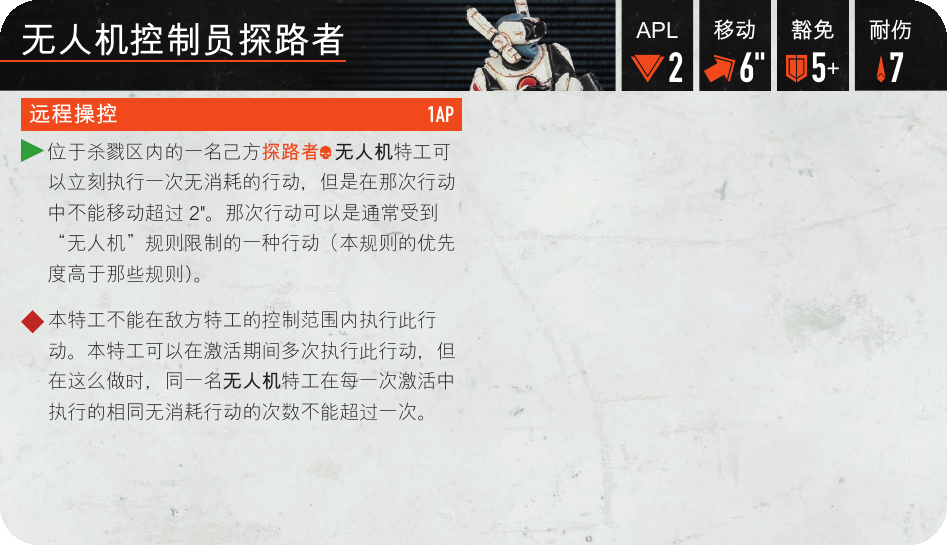 无人机控制员探路者
APL 移动 豁免 耐伤
2 6" 5+ 7
远程操控 1AP
位于杀戮区内的一名己方探路者无人机特工可
以立刻执行一次无消耗的行动，但是在那次行动
中不能移动超过 2"。那次行动可以是通常受到
“无人机”规则限制的一种行动（本规则的优先
度高于那些规则）。
本特工不能在敌方特工的控制范围内执行此行
动。本特工可以在激活期间多次执行此行动，但
在这么做时，同一名无人机特工在每一次激活中
执行的相同无消耗行动的次数不能超过一次。